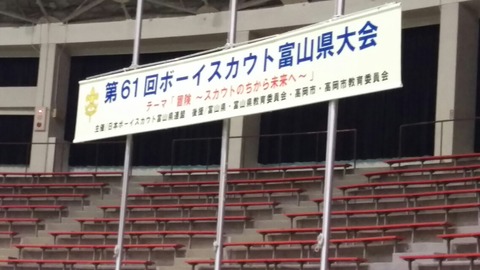 第61回ボーイスカウト富山県大会
テーマ「冒険 ～スカウトのちから未来へ～」
主催/日本ボーイスカウト富山県連盟 後援/富山県・富山県教育委員会・高岡市・高岡市教育委員会